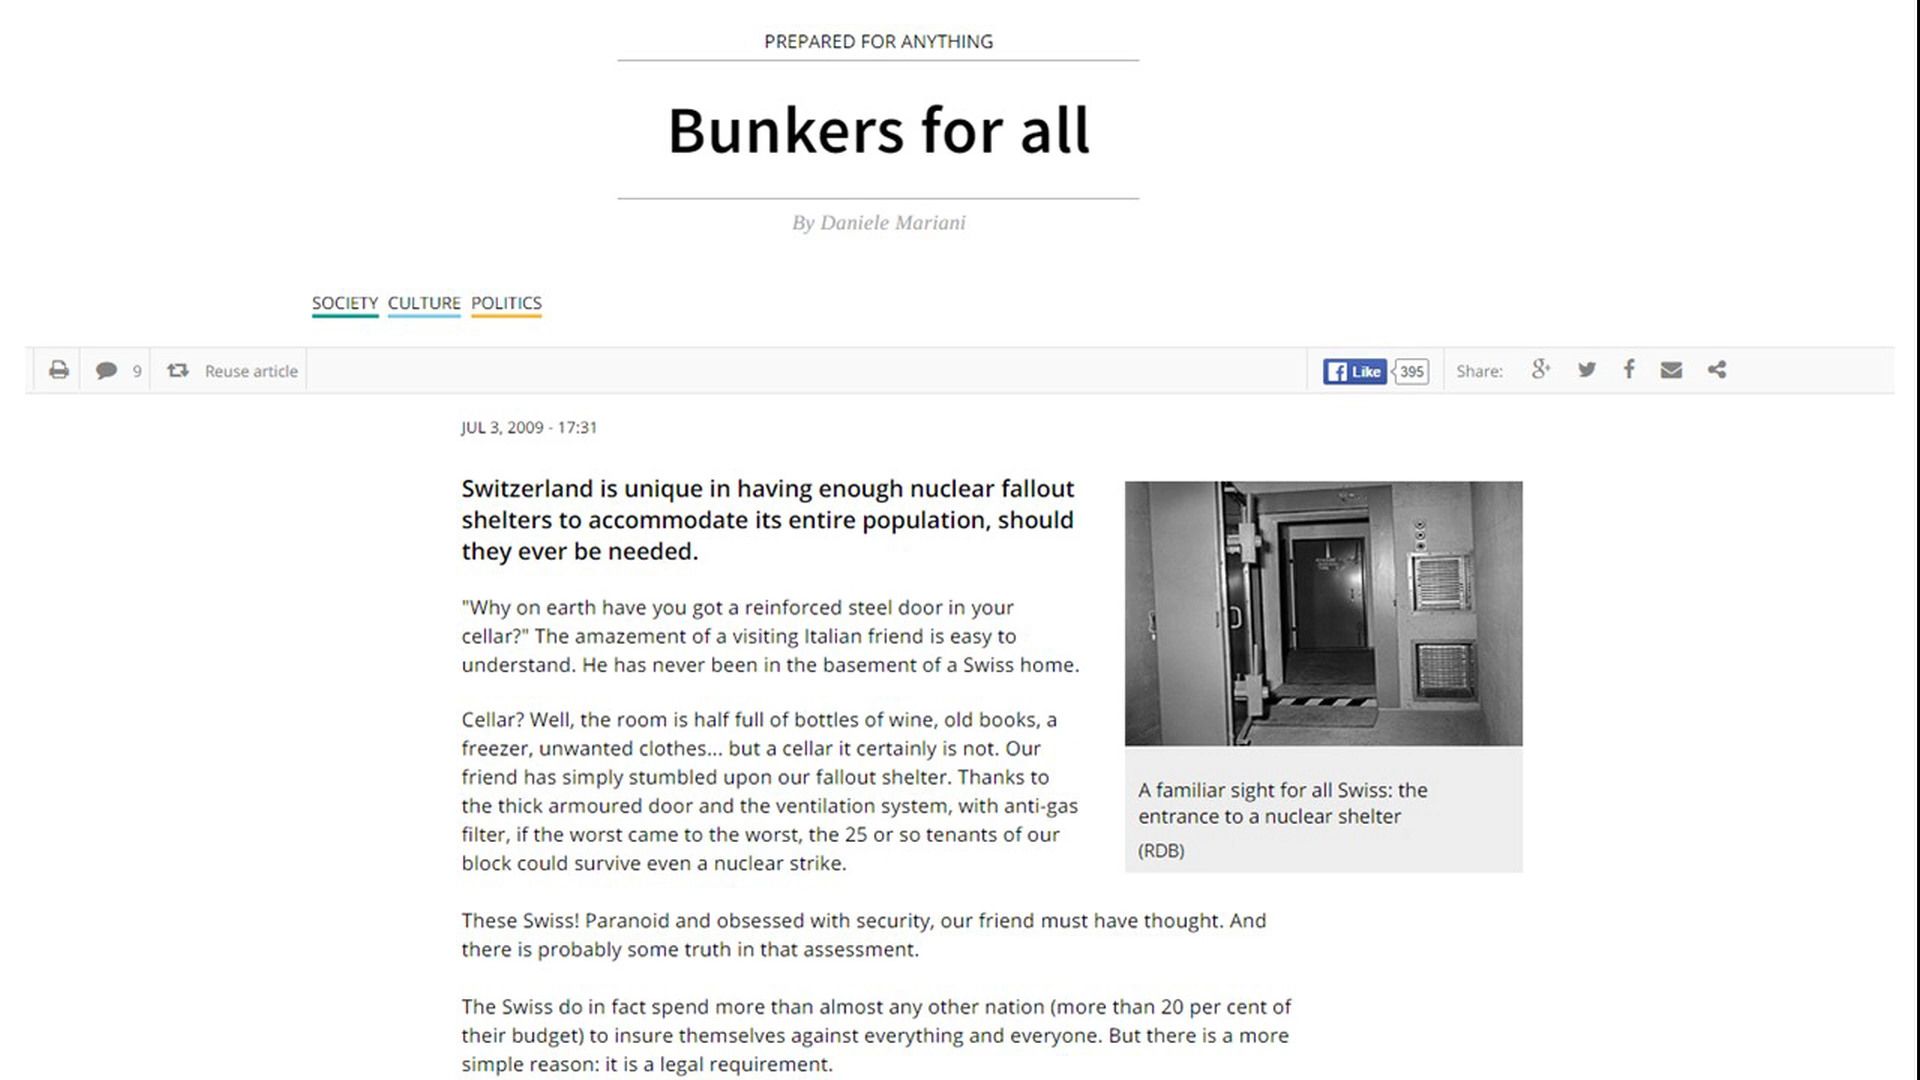 PREPARED FOR ANYTHING
Bunkers for all
By Daniele Mariani
SOCIETY CULTURE POLITICS
9 Reuse article Like 395 Share:
JUL 3, 2009 - 17:31
Switzerland is unique in having enough nuclear fallout
shelters to accommodate its entire population, should
they ever be needed.
"Why on earth have you got a reinforced steel door in your
cellar?" The amazement of a visiting Italian friend is easy to
understand. He has never been in the basement of a Swiss home.
Cellar? Well, the room is half full of bottles of wine, old books, a
freezer, unwanted clothes... but a cellar it certainly is not. Our
friend has simply stumbled upon our fallout shelter. Thanks to
the thick armoured door and the ventilation system, with anti-gas
filter, if the worst came to the worst, the 25 or so tenants of our
block could survive even a nuclear strike.
A familiar sight for all Swiss: the
entrance to a nuclear shelter
(RDB)
These Swiss! Paranoid and obsessed with security, our friend must have thought. And
there is probably some truth in that assessment.
The Swiss do in fact spend more than almost any other nation (more than 20 per cent of
their budget) to insure themselves against everything and everyone. But there is a more
simple reason: it is a legal requirement.